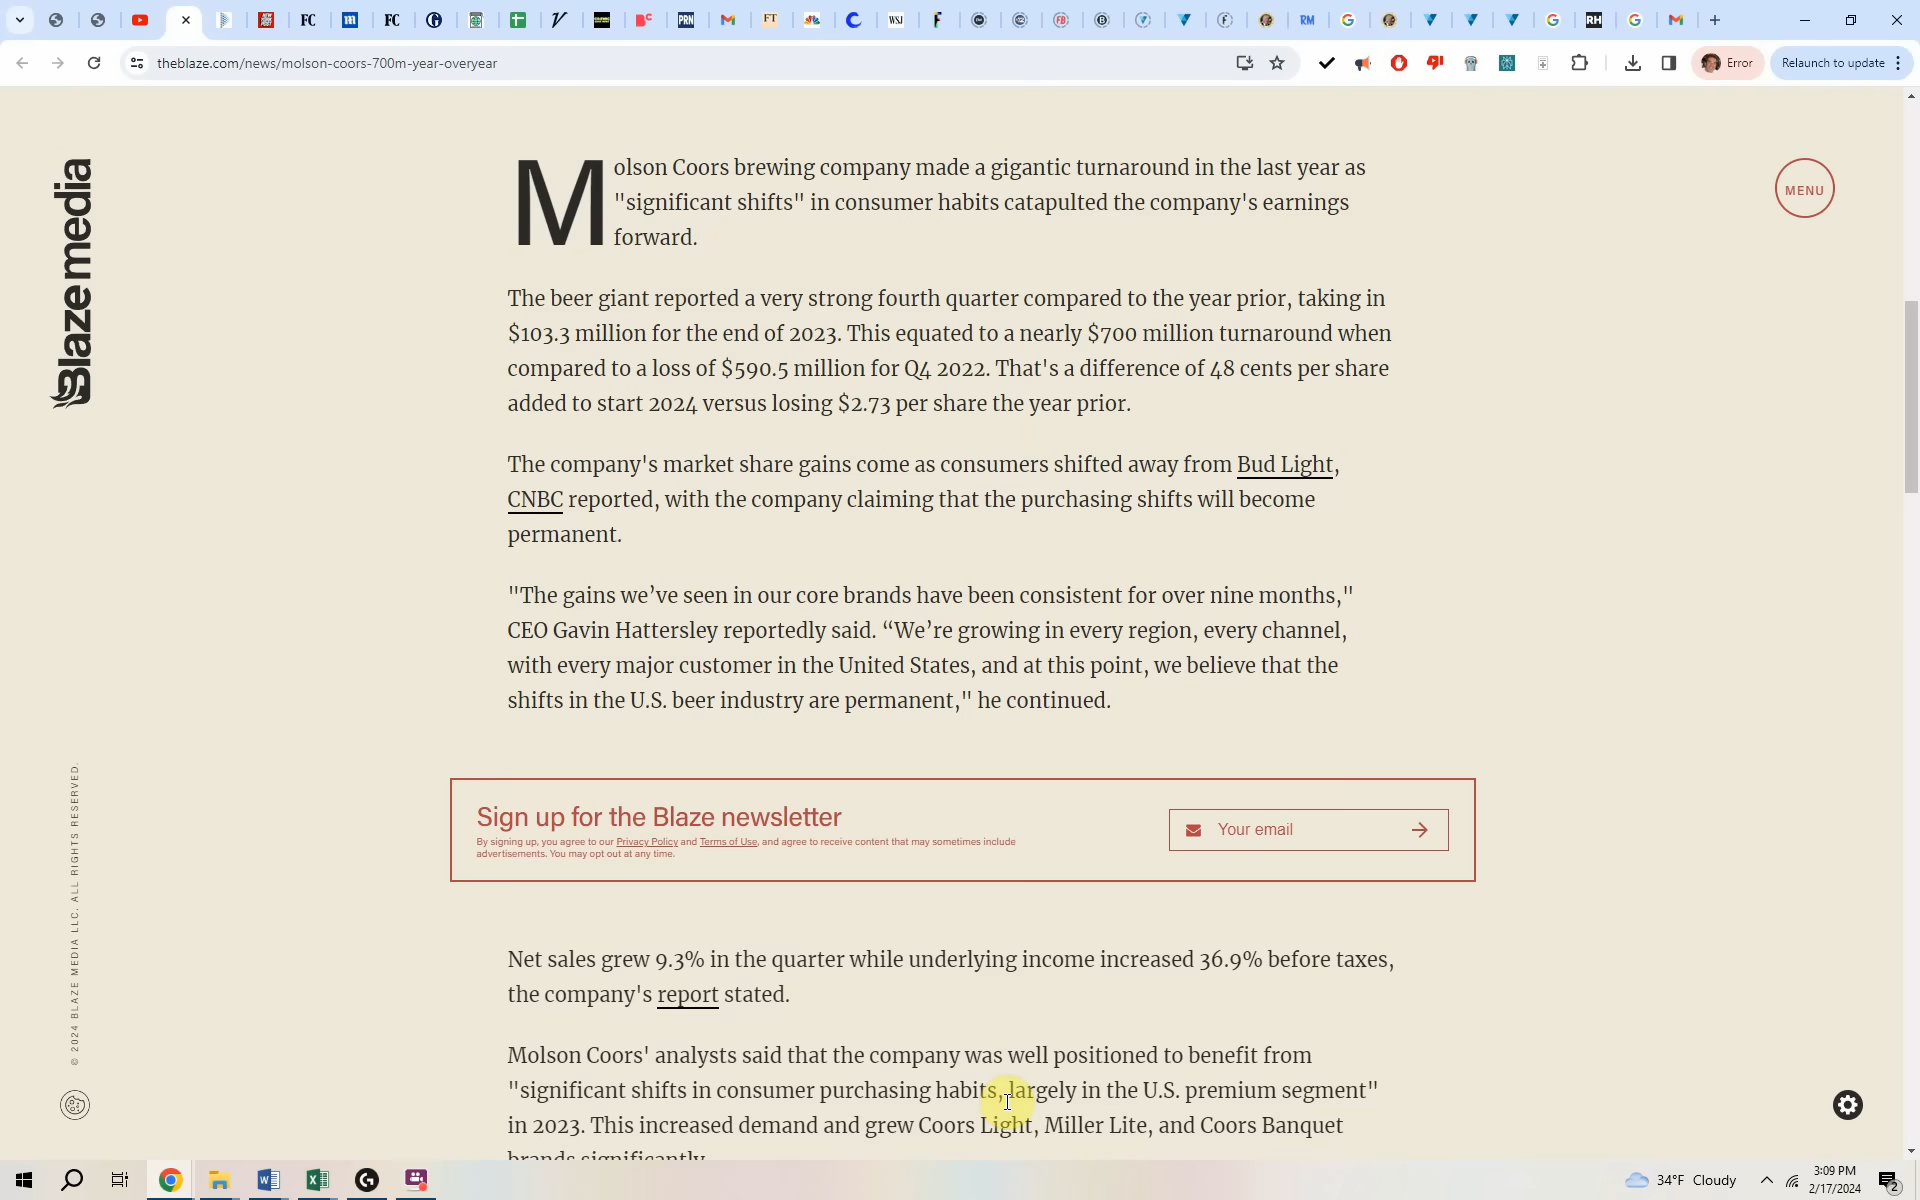 FC
FC
PRN
FT
WSJ
RM
RH
theblaze.com/news/molson-coors-700m-year-overyear
Error
Relaunch to update
Blaze media
MENU
Molson Coors brewing company made a gigantic turnaround in the last year as
"significant shifts" in consumer habits catapulted the company's earnings
forward.
The beer giant reported a very strong fourth quarter compared to the year prior, taking in
$103.3 million for the end of 2023. This equated to a nearly $700 million turnaround when
compared to a loss of $590.5 million for Q4 2022. That's a difference of 48 cents per share
added to start 2024 versus losing $2.73 per share the year prior.
The company's market share gains come as consumers shifted away from Bud Light,
CNBC reported, with the company claiming that the purchasing shifts will become
permanent.
"The gains we’ve seen in our core brands have been consistent for over nine months,"
CEO Gavin Hattersley reportedly said. “We’re growing in every region, every channel,
with every major customer in the United States, and at this point, we believe that the
shifts in the U.S. beer industry are permanent," he continued.
Sign up for the Blaze newsletter
By signing up, you agree to our Privacy Policy and Terms of Use, and agree to receive content that may sometimes include
advertisements. You may opt out at any time.
Your email
Net sales grew 9.3% in the quarter while underlying income increased 36.9% before taxes,
the company's report stated.
Molson Coors' analysts said that the company was well positioned to benefit from
"significant shifts in consumer purchasing habits, largely in the U.S. premium segment"
in 2023. This increased demand and grew Coors Light, Miller Lite, and Coors Banquet
brands significantly.
© 2024 BLAZE MEDIA LLC. ALL RIGHTS RESERVED.
34°F Cloudy
3:09 PM
2/17/2024
2